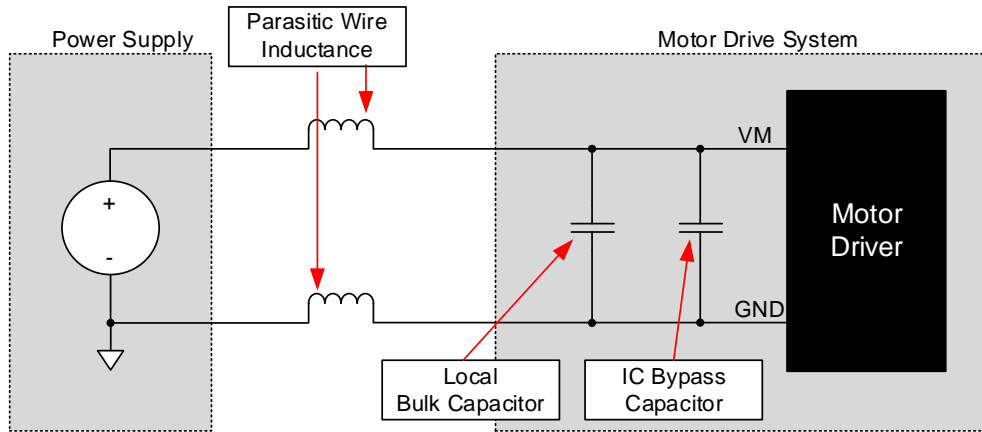 Parasitic Wire
Inductance
Power Supply
Motor Drive System
VM
+
-
Motor
Driver
GND
Local
Bulk Capacitor
IC Bypass
Capacitor